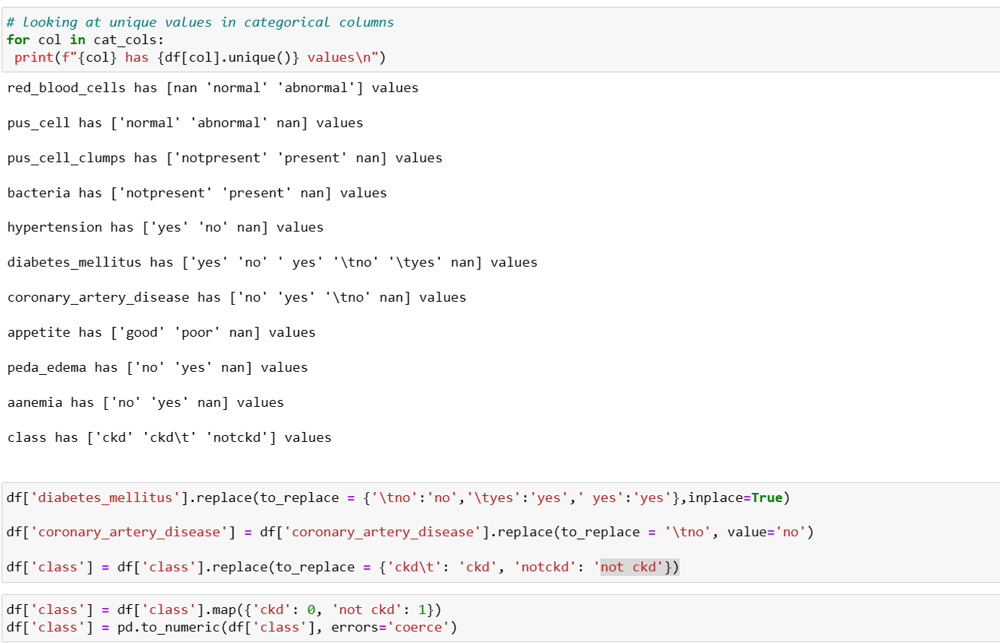 # looking at unique values in categorical columns
for col in cat_cols:
 print(f"{col} has {df[col].unique()} values\n")
red_blood_cells has [nan 'normal' 'abnormal'] values
pus_cell has ['normal' 'abnormal' nan] values
pus_cell_clumps has ['notpresent' 'present' nan] values
bacteria has ['notpresent' 'present' nan] values
hypertension has ['yes' 'no' nan] values
diabetes_mellitus has ['yes' 'no' ' yes' '\tno' '\tyes' nan] values
coronary_artery_disease has ['no' 'yes' '\tno' nan] values
appetite has ['good' 'poor' nan] values
peda_edema has ['no' 'yes' nan] values
aanemia has ['no' 'yes' nan] values
class has ['ckd' 'ckd\t' 'notckd'] values
df['diabetes_mellitus'].replace(to_replace = {'\tno':'no','\tyes':'yes',' yes':'yes'},inplace=True)
df['coronary_artery_disease'] = df['coronary_artery_disease'].replace(to_replace = '\tno', value='no')
df['class'] = df['class'].replace(to_replace = {'ckd\t': 'ckd', 'notckd': 'not ckd'})
df['class'] = df['class'].map({'ckd': 0, 'not ckd': 1})
df['class'] = pd.to_numeric(df['class'], errors='coerce')